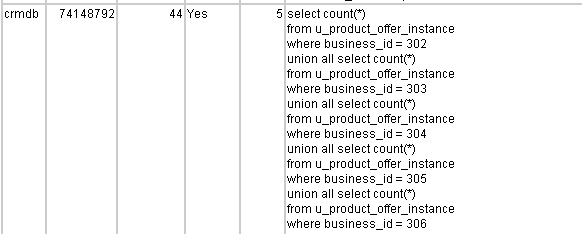 crmdb 74148792 44 Yes 5 select count(*)
from u_product_offer_instance
where business_id = 302
union all select count(*)
from u_product_offer_instance
where business_id = 303
union all select count(*)
from u_product_offer_instance
where business_id = 304
union all select count(*)
from u_product_offer_instance
where business_id = 305
union all select count(*)
from u_product_offer_instance
where business_id = 306